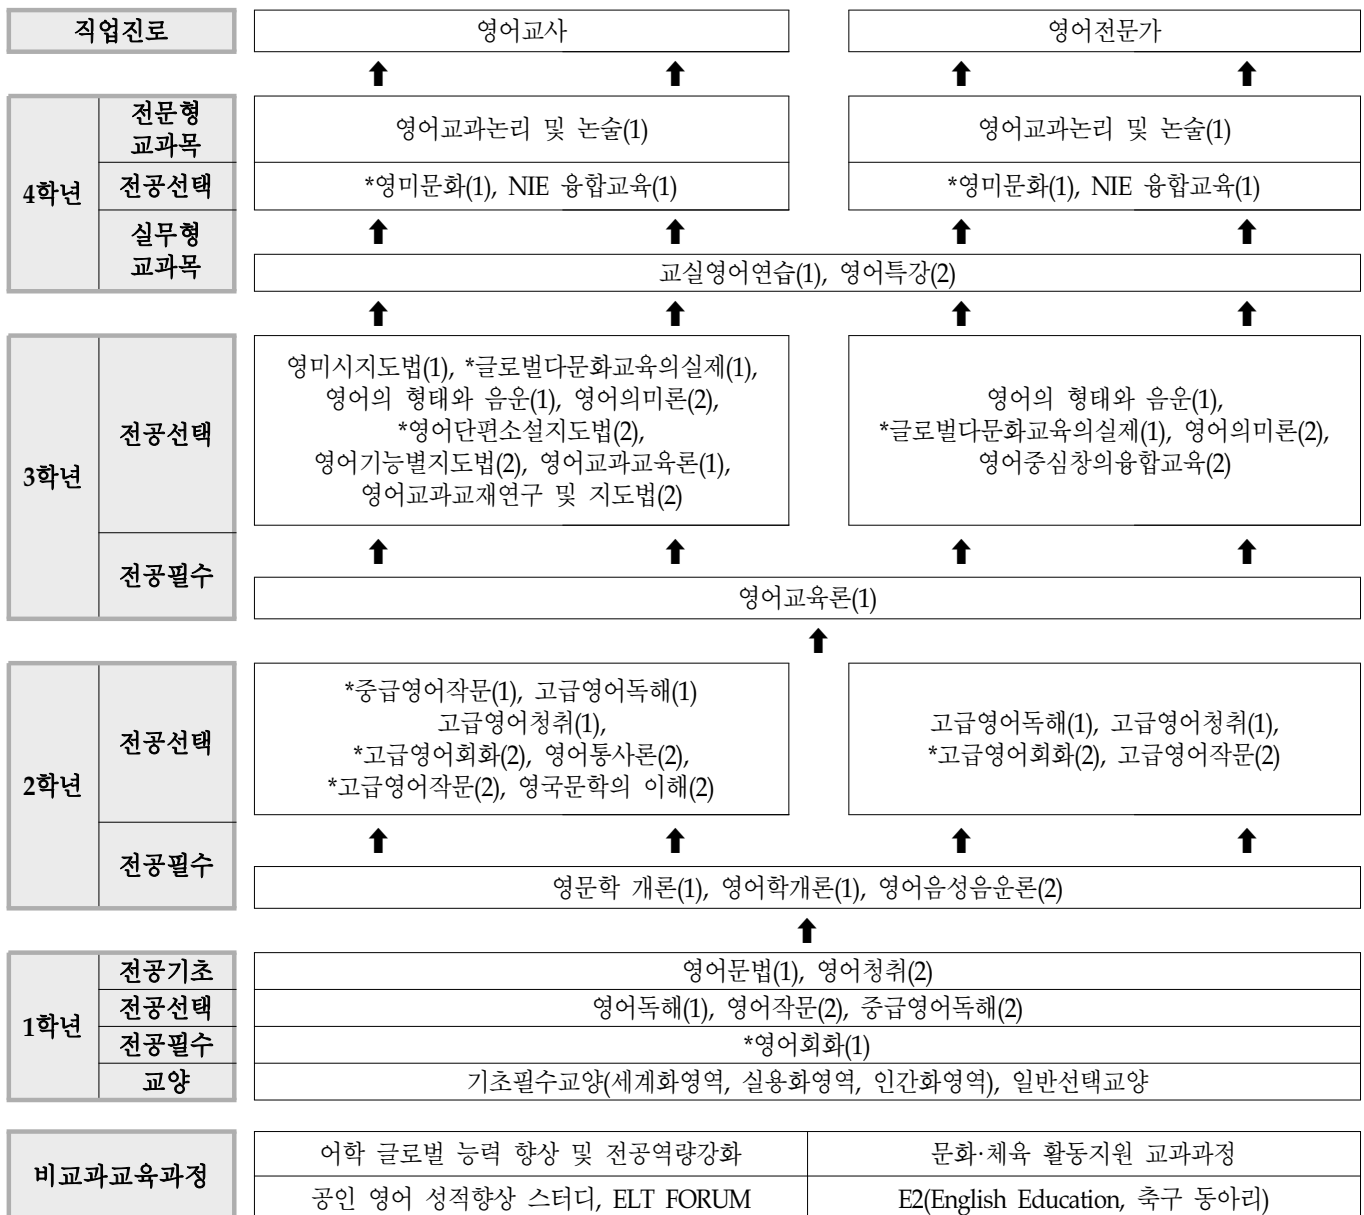 직업진로
영어교사
영어전문가
4학년
전문형
교과목
영어교과논리 및 논술(1)
영어교과논리 및 논술(1)
전공선택
*영미문화(1), NIE 융합교육(1)
*영미문화(1), NIE 융합교육(1)
실무형
교과목
교실영어연습(1), 영어특강(2)
3학년
전공선택
영미시지도법(1), *글로벌다문화교육의실제(1),
영어의 형태와 음운(1), 영어의미론(2),
*영어단편소설지도법(2),
영어기능별지도법(2), 영어교과교육론(1),
영어교과교재연구 및 지도법(2)
영어의 형태와 음운(1),
*글로벌다문화교육의실제(1), 영어의미론(2),
영어중심창의융합교육(2)
전공필수
영어교육론(1)
2학년
전공선택
*중급영어작문(1), 고급영어독해(1)
고급영어청취(1),
*고급영어회화(2), 영어통사론(2),
*고급영어작문(2), 영국문학의 이해(2)
고급영어독해(1), 고급영어청취(1),
*고급영어회화(2), 고급영어작문(2)
전공필수
영문학 개론(1), 영어학개론(1), 영어음성음운론(2)
1학년
전공기초
영어문법(1), 영어청취(2)
전공선택
영어독해(1), 영어작문(2), 중급영어독해(2)
전공필수
*영어회화(1)
교양
기초필수교양(세계화영역, 실용화영역, 인간화영역), 일반선택교양
비교과교육과정
어학 글로벌 능력 향상 및 전공역량강화
문화·체육 활동지원 교과과정
공인 영어 성적향상 스터디, ELT FORUM
E2(English Education, 축구 동아리)